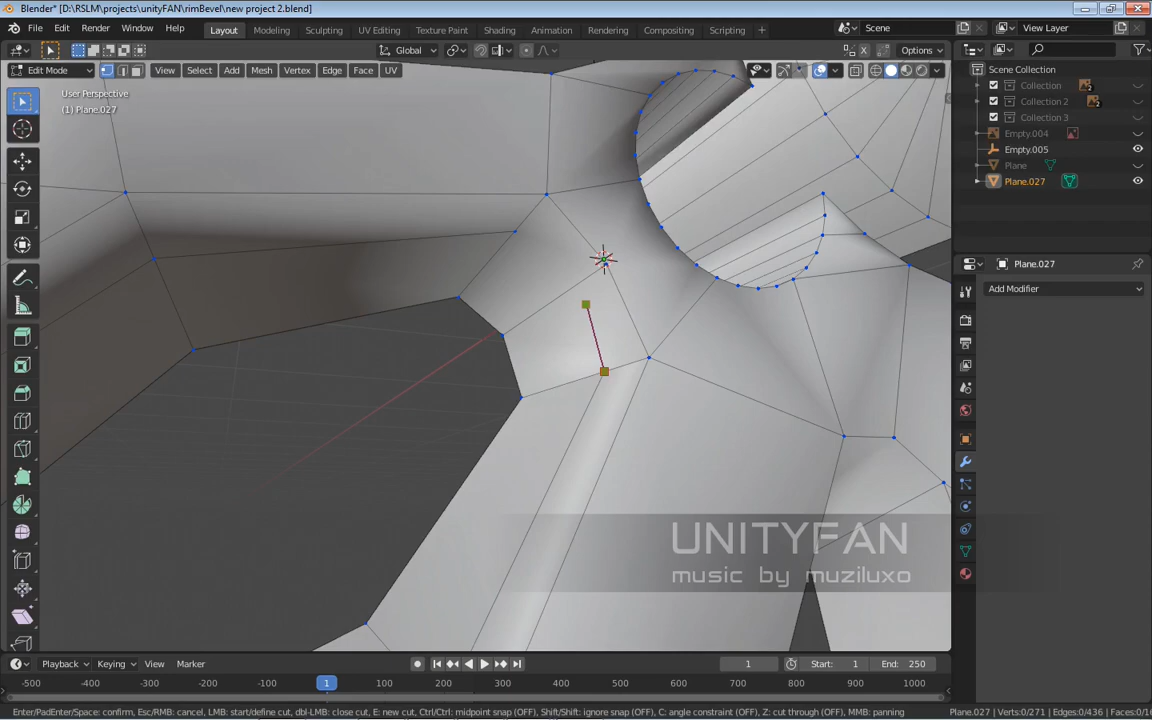 Blender* [D:\RSLM\projects\unityFAN\rimBevel\new project 2.blend]
File Edit Render Window Help Layout Modeling Sculpting UV Editing Texture Paint Shading Animation Rendering Compositing Scripting + Scene View Layer
Global Options
Edit Mode View Select Add Mesh Vertex Edge Face UV
User Perspective
(1) Plane.027
Scene Collection
Collection 2
Collection 2 2
Collection 3
Empty.004
Empty.005
Plane
Plane.027
Plane.027
Add Modifier
UNITYFAN
music by muziluxo
Playback Keying View Marker 1 Start: 1 End: 250
-500 -400 -300 -200 -100 1 100 200 300 400 500 600 700 800 900 1000
Enter/PadEnter/Space: confirm, Esc/RMB: cancel, LMB: start/define cut, dbl-LMB: close cut, E: new cut, Ctrl/Ctrl: midpoint snap (OFF), Shift/Shift: ignore snap (OFF), C: angle constraint (OFF), Z: cut through (OFF), MMB: panning Plane.027 | Verts:0/271 | Edges:0/436 | Faces:0/16